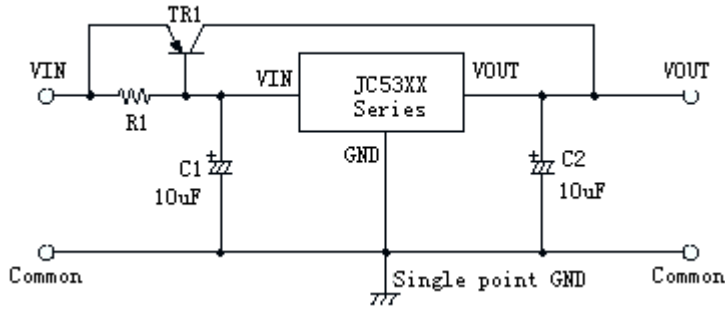 TR1
VIN
R1
VIN
JC53XX
Series
VOUT
VOUT
GND
C1
10uF
C2
10uF
+
+
Common
Single point GND
Common